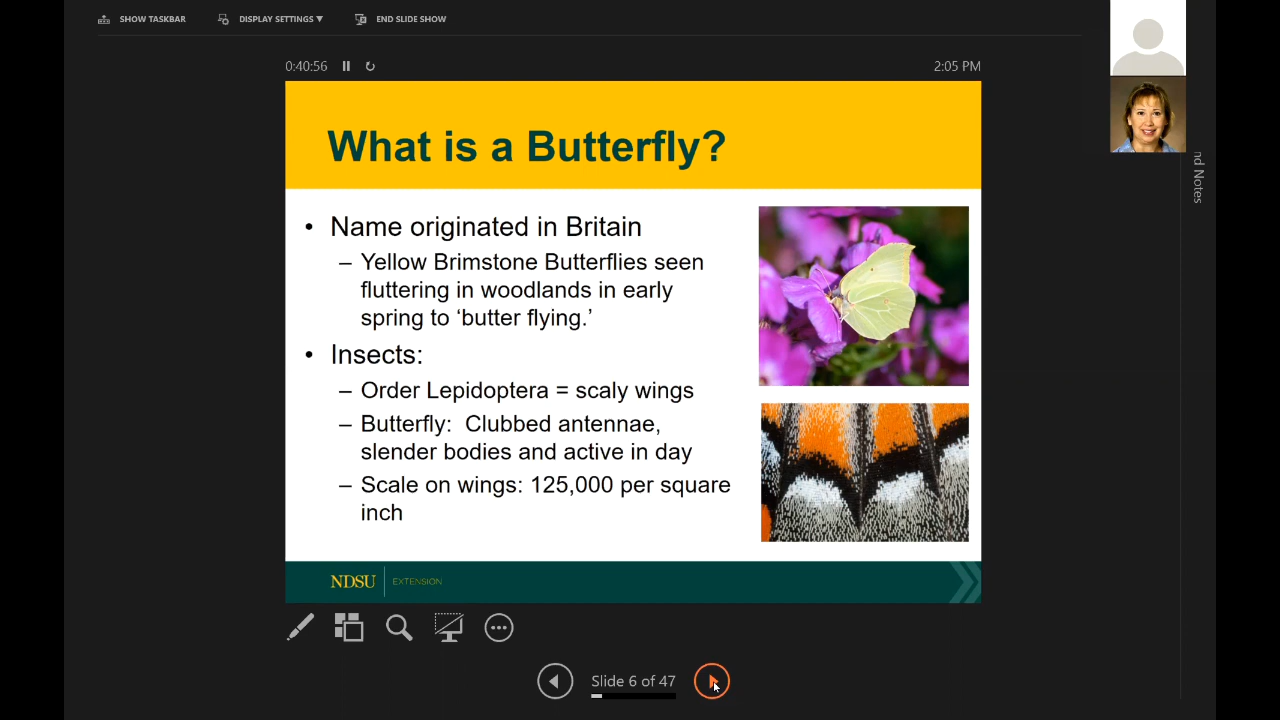 SHOW TASKBAR
DISPLAY SETTINGS ▼
END SLIDE SHOW
0:40:56
2:05 PM
What is a Butterfly?
• Name originated in Britain
– Yellow Brimstone Butterflies seen
fluttering in woodlands in early
spring to ‘butter flying.’
• Insects:
– Order Lepidoptera = scaly wings
– Butterfly: Clubbed antennae,
slender bodies and active in day
– Scale on wings: 125,000 per square
inch
NDSU
EXTENSION
Slide 6 of 47
Notes